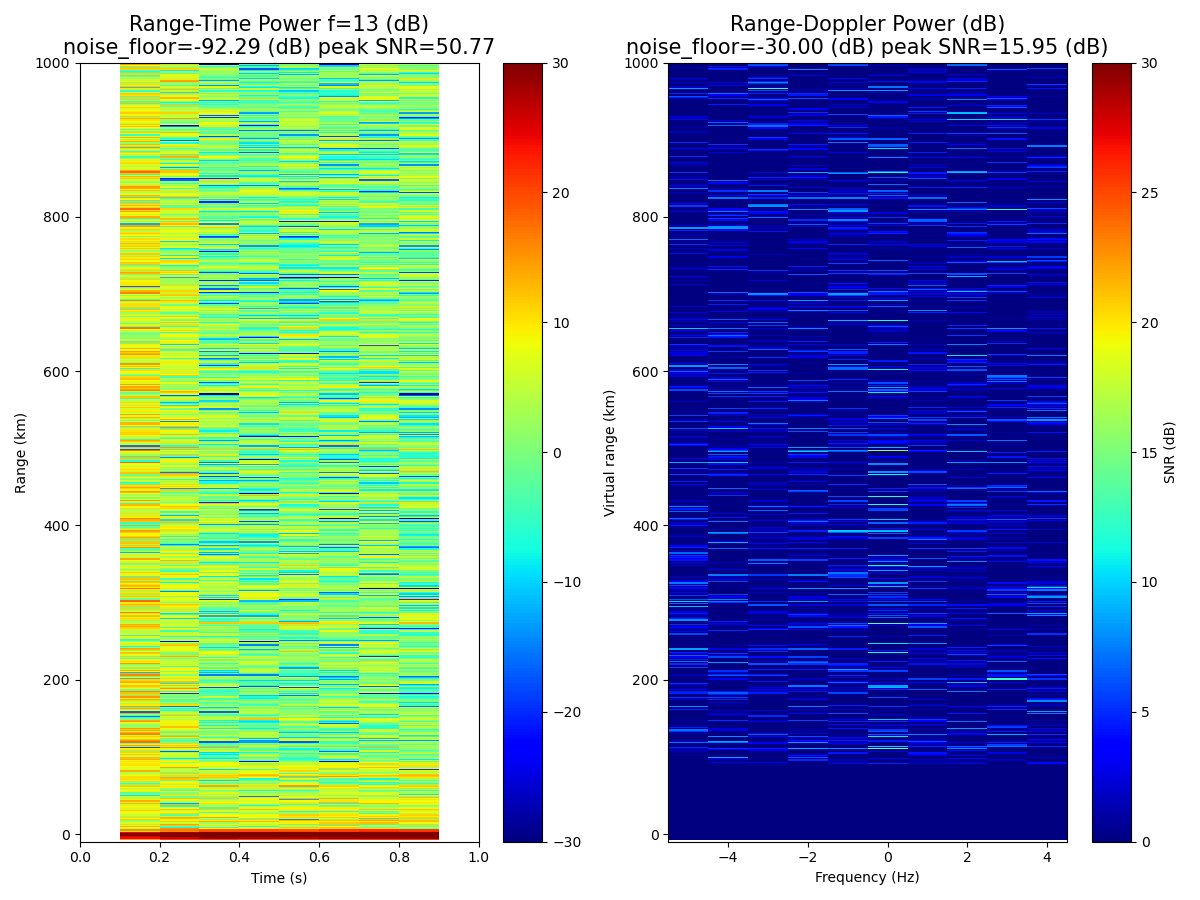 Range-Time Power f=13 (dB)
noise_floor=-92.29 (dB) peak SNR=50.77
1000
800
600
400
200
0
Range (km)
0.0 0.2 0.4 0.6 0.8 1.0
Time (s)
30
20
10
0
−10
−20
−30
Range-Doppler Power (dB)
noise_floor=-30.00 (dB) peak SNR=15.95 (dB)
1000
800
600
400
200
0
Virtual range (km)
−4 −2 0 2 4
Frequency (Hz)
30
25
20
15
10
5
0
SNR (dB)